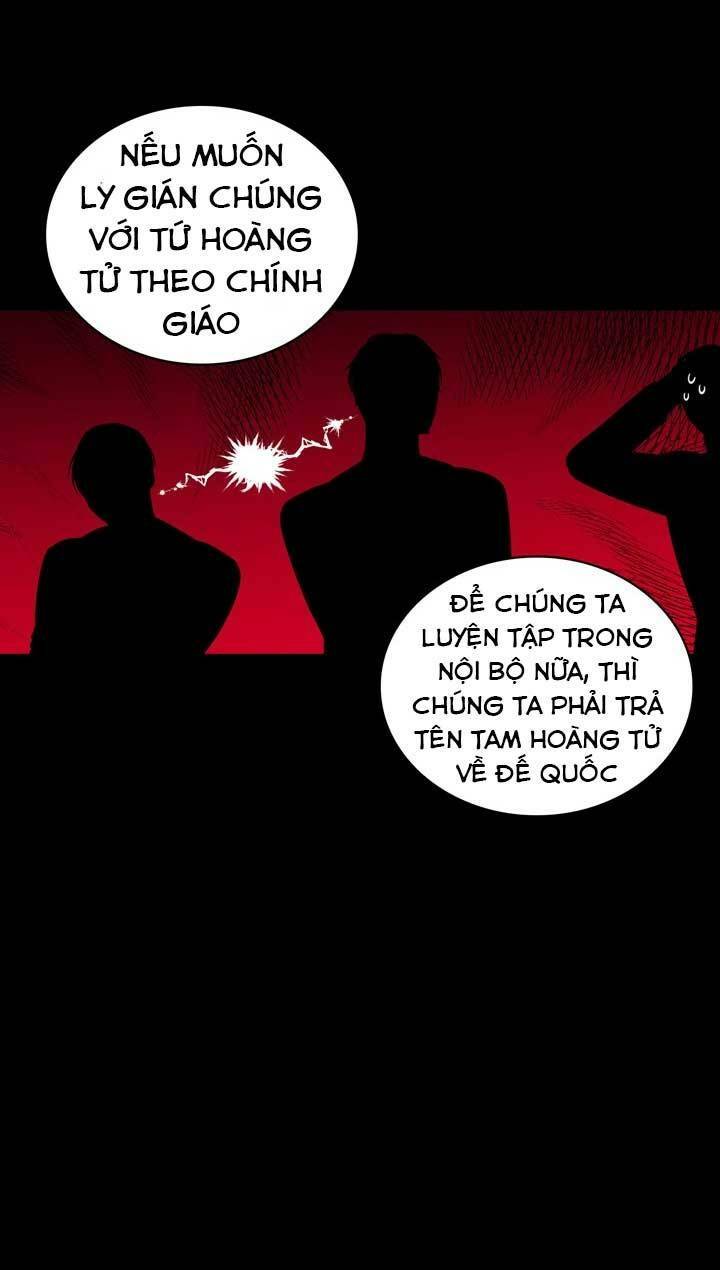 NẾU MUỐN
LY GIÁN CHÚNG
VỚI TỨ HOÀNG
TỬ THEO CHÍNH
GIÁO
ĐỂ CHÚNG TA
LUYỆN TẬP TRONG
NỘI BỘ NỮA, THÌ
CHÚNG TA PHẢI TRẢ
TÊN TAM HOÀNG TỬ
VỀ ĐẾ QUỐC